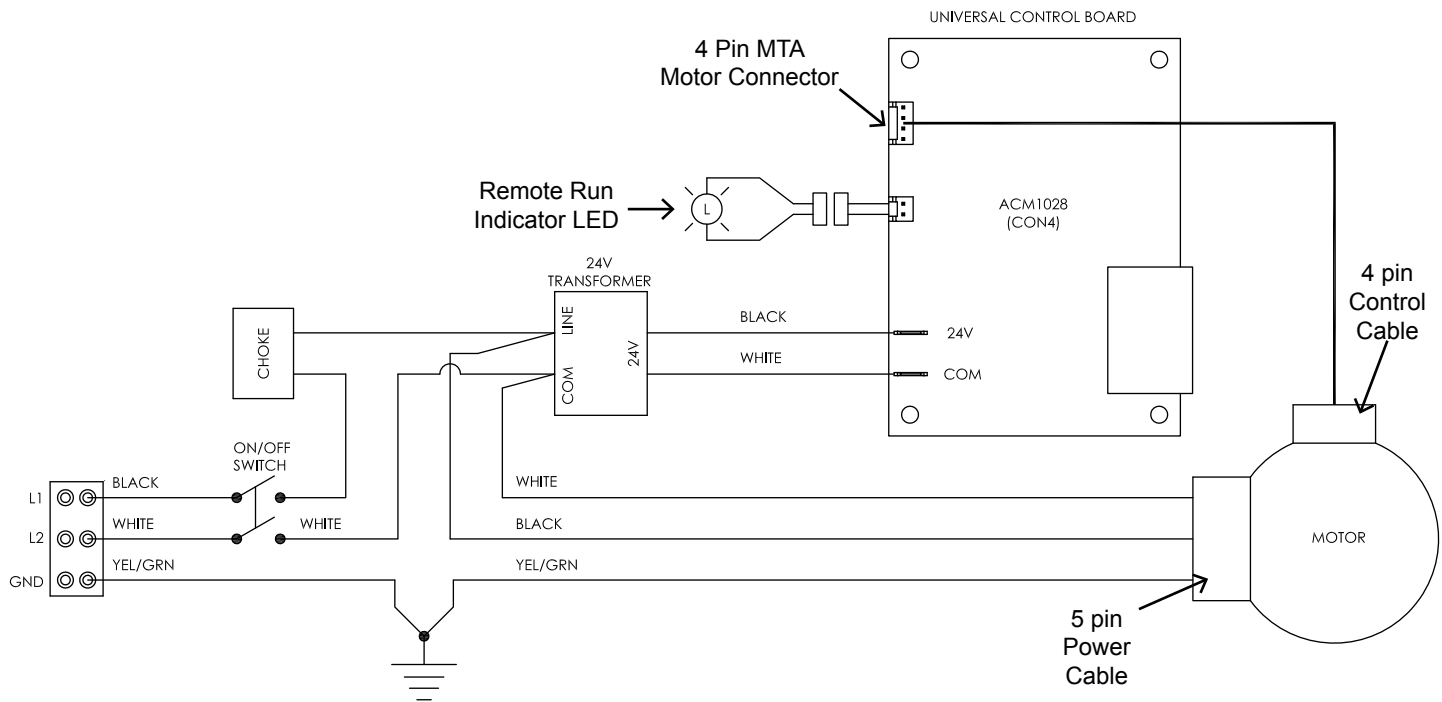 UNIVERSAL CONTROL BOARD
4 Pin MTA
Motor Connector
Remote Run
Indicator LED
L
ACM1028
(CON4)
24V
TRANSFORMER
LINE
COM
24V
CHOKE
BLACK
24V
WHITE
COM
4 pin
Control
Cable
ON/OFF
SWITCH
L1
BLACK
WHITE
L2
WHITE
WHITE
BLACK
MOTOR
GND
YEL/GRN
YEL/GRN
5 pin
Power
Cable